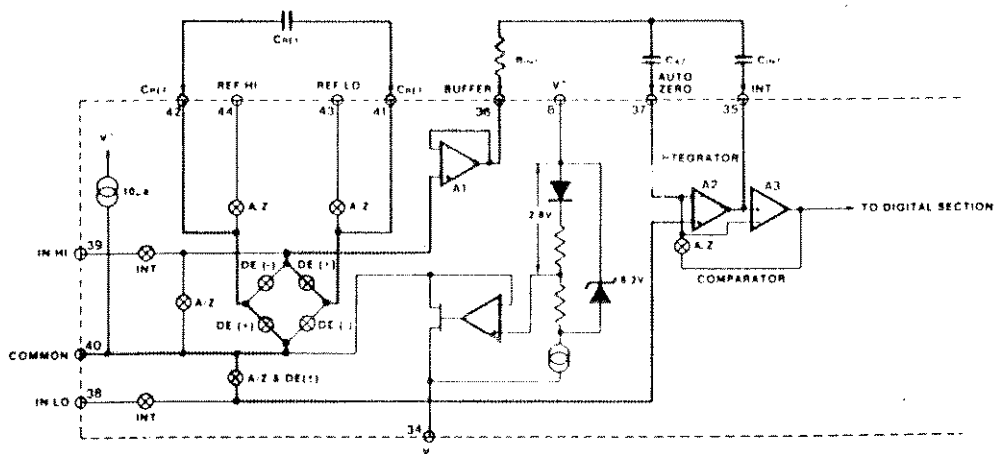 CREF
RINT
CAZ
CINT
CREF REF HI REF LO CREF BUFFER V+ AUTO ZERO INT
42 44 43 41 36 8 37 35
V+
INTEGRATOR
A1 A2 A3
2.8V
A/Z A/Z
TO DIGITAL SECTION
IN HI 39
INT
DE (-) DE (+)
A/Z
6.2V
COMPARATOR
A/Z
DE (+) DE (-)
COMMON 40
A/Z & DE(±)
IN LO 38
INT
34
V